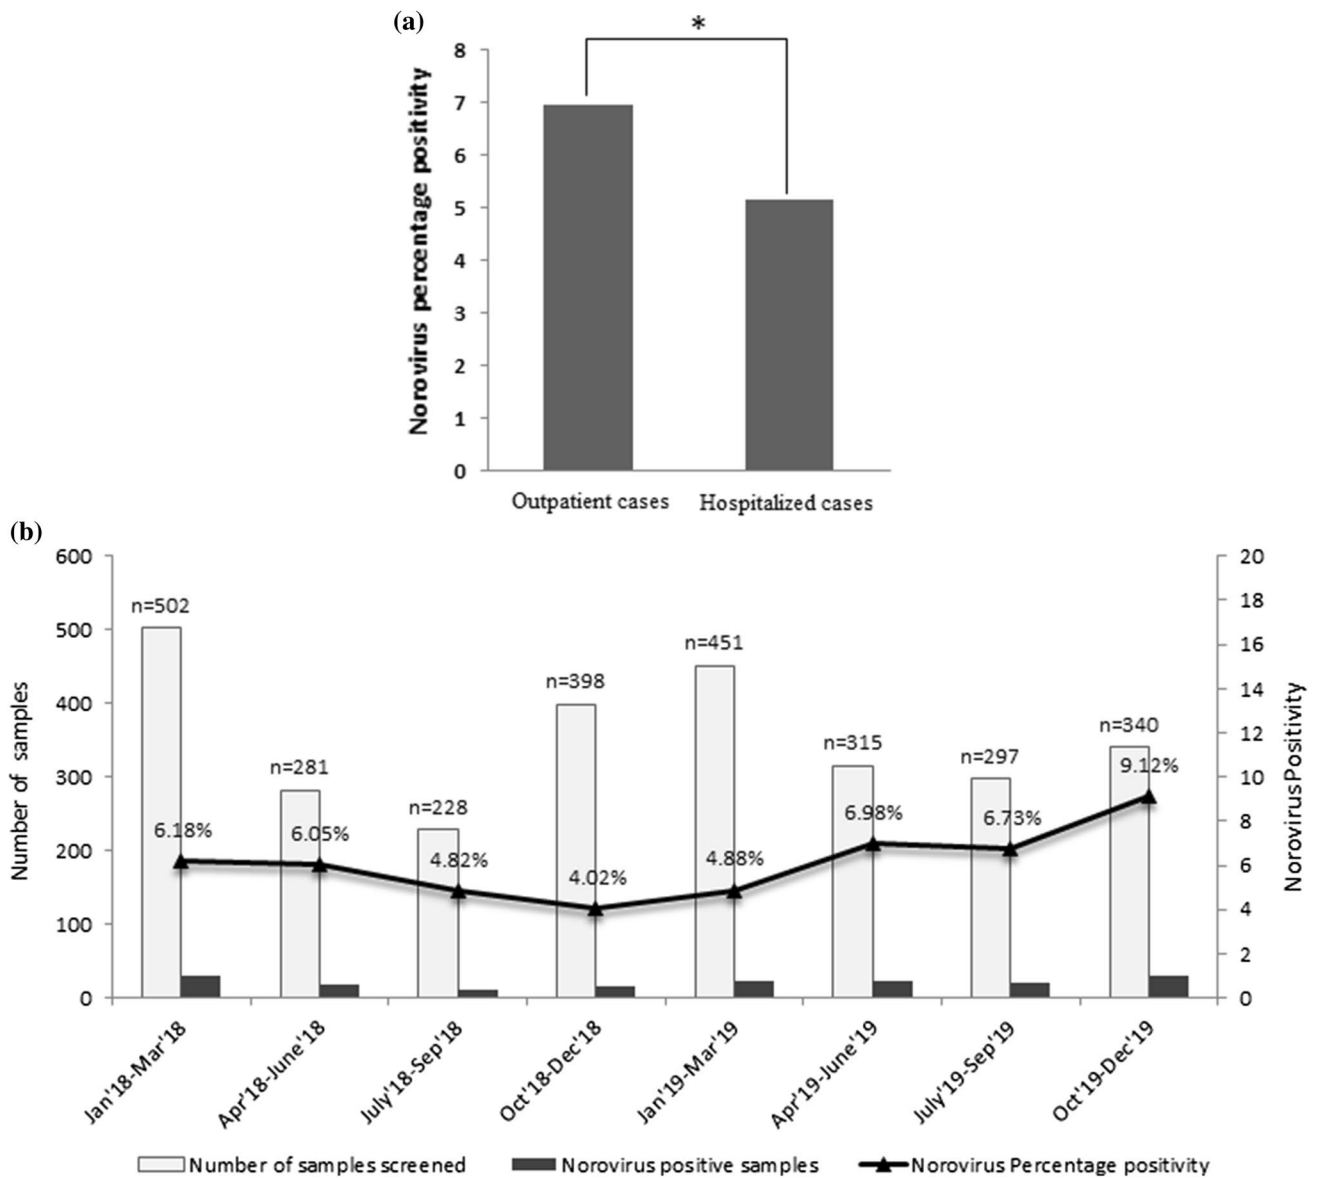 (a)
*
Norovirus percentage positivity
8
7
6
5
4
3
2
1
0
Outpatient cases
Hospitalized cases
(b)
Number of samples
600
500
400
300
200
100
0
n=502
n=281
n=228
n=398
n=451
n=315
n=297
n=340
6.18%
6.05%
4.82%
4.02%
4.88%
6.98%
6.73%
9.12%
20
18
16
14
12
10
8
6
4
2
0
Norovirus Positivity
Jan'18-Mar'18
Apr'18-June'18
July'18-Sep'18
Oct'18-Dec'18
Jan'19-Mar'19
Apr'19-June'19
July'19-Sep'19
Oct'19-Dec'19
Number of samples screened
Norovirus positive samples
Norovirus Percentage positivity